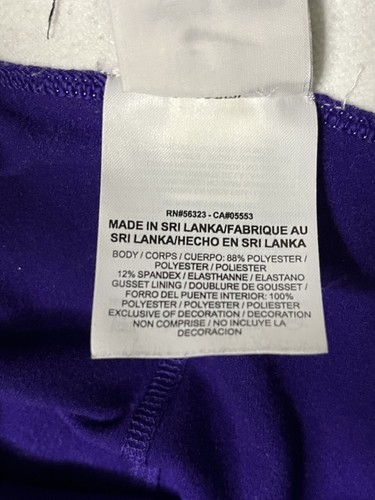 RN#56323 - CA#05553
MADE IN SRI LANKA/FABRIQUE AU
SRI LANKA/HECHO EN SRI LANKA
BODY / CORPS / CUERPO: 88% POLYESTER /
POLYESTER / POLIESTER
12% SPANDEX / ELASTHANNE / ELASTANO
GUSSET LINING / DOUBLURE DE GOUSSET /
FORRO DEL PUENTE INTERIOR: 100%
POLYESTER / POLYESTER / POLIESTER
EXCLUSIVE OF DECORATION / DECORATION
NON COMPRISE / NO INCLUYE LA
DECORACION